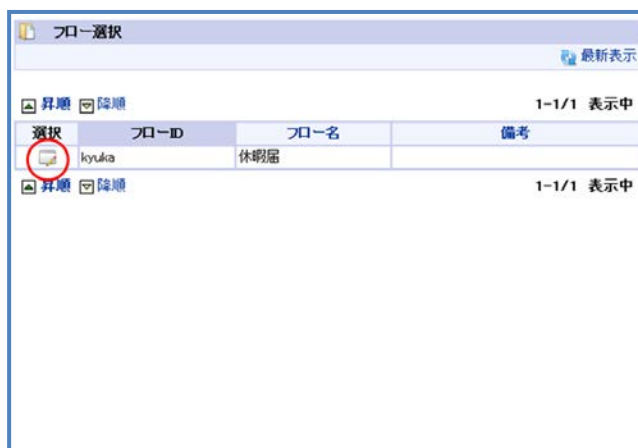 フロー選択
最新表示
昇順 降順 1-1/1 表示中
選択 フローID フロー名 備考
kyuka 休暇届
昇順 降順 1-1/1 表示中